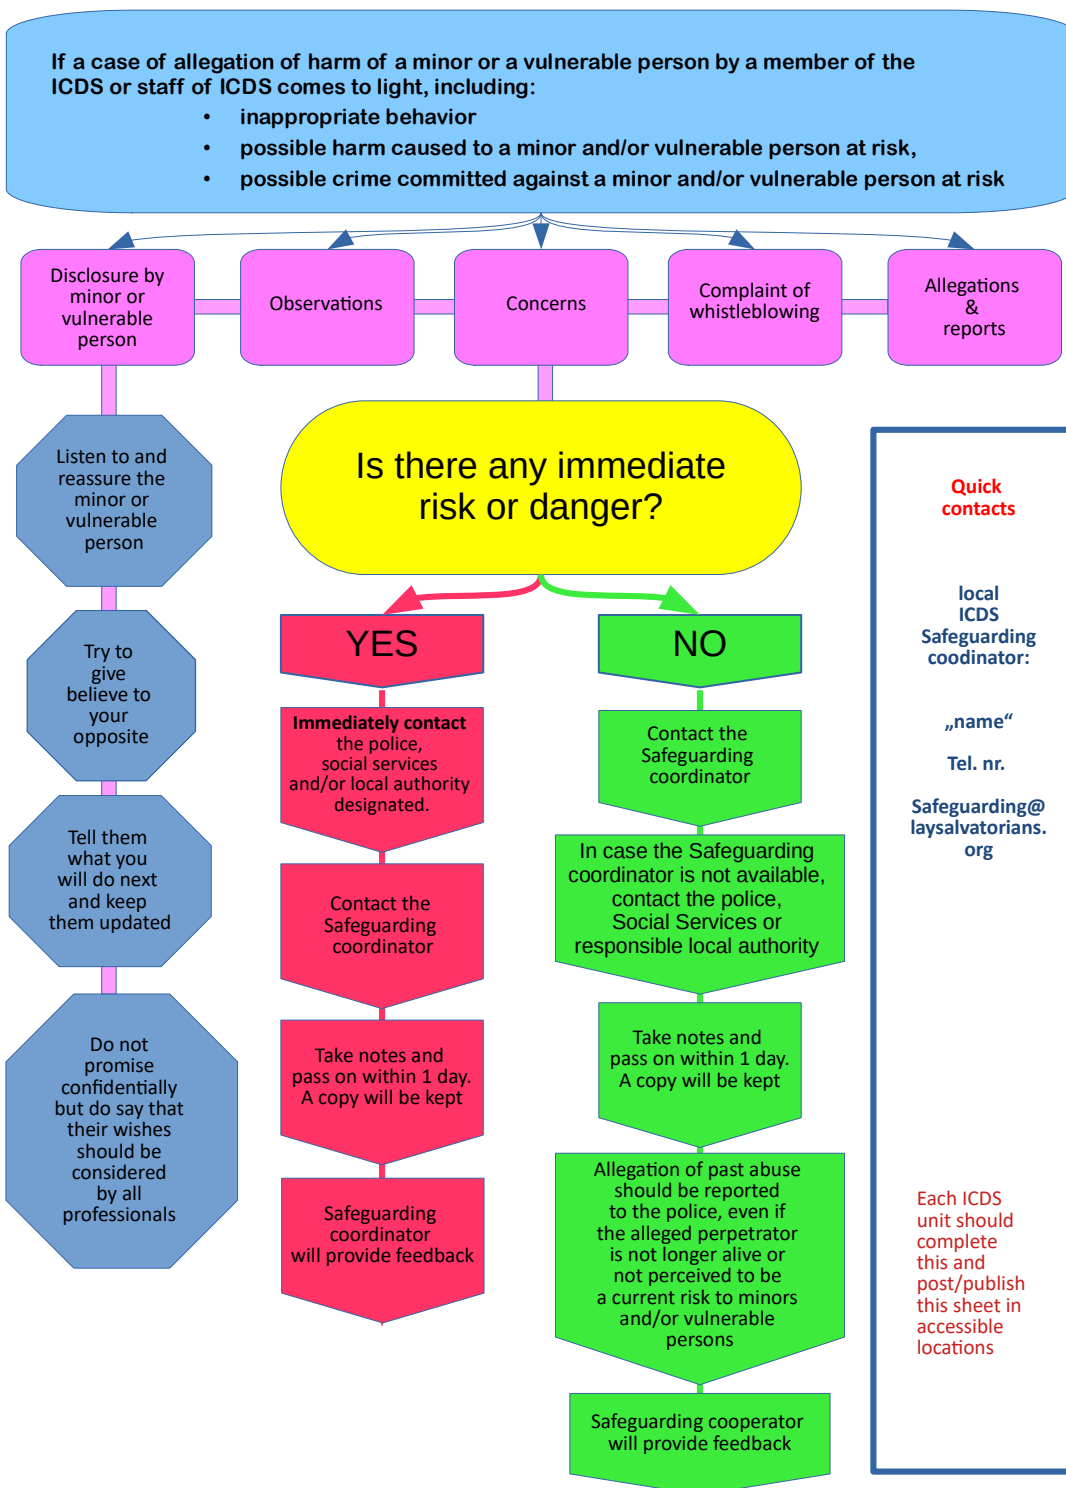 If a case of allegation of harm of a minor or a vulnerable person by a member of the
ICDS or staff of ICDS comes to light, including:
• inappropriate behavior
• possible harm caused to a minor and/or vulnerable person at risk,
• possible crime committed against a minor and/or vulnerable person at risk
Disclosure by
minor or
vulnerable
person
Observations
Concerns
Complaint of
whistleblowing
Allegations
&
reports
Listen to and
reassure the
minor or
vulnerable
person
Try to
give
believe to
your
opposite
Tell them
what you
will do next
and keep
them updated
Do not
promise
confidentially
but do say that
their wishes
should be
considered
by all
professionals
Is there any immediate
risk or danger?
YES
Immediately contact
the police,
social services
and/or local authority
designated.
Contact the
Safeguarding
coordinator
Take notes and
pass on within 1 day.
A copy will be kept
Safeguarding
coordinator
will provide feedback
NO
Contact the
Safeguarding
coordinator
In case the Safeguarding
coordinator is not available,
contact the police,
Social Services or
responsible local authority
Take notes and
pass on within 1 day.
A copy will be kept
Allegation of past abuse
should be reported
to the police, even if
the alleged perpetrator
is not longer alive or
not perceived to be
a current risk to minors
and/or vulnerable
persons
Safeguarding cooperator
will provide feedback
Quick
contacts
local
ICDS
Safeguarding
coodinator:
„name“
Tel. nr.
Safeguarding@
laysalvatorians.
org
Each ICDS
unit should
complete
this and
post/publish
this sheet in
accessible
locations